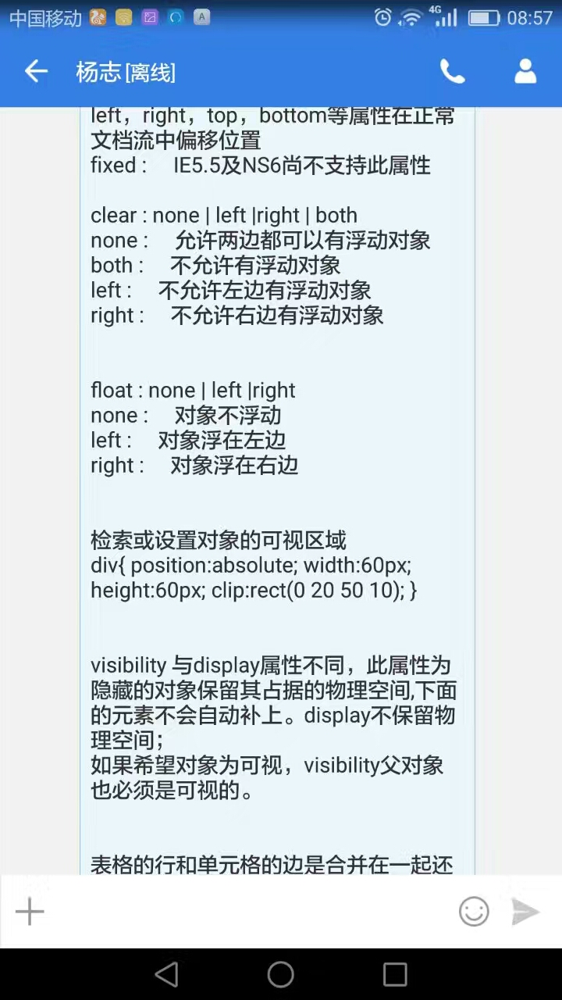 中国移动 A 4G 08:57
杨志[离线]
left，right，top，bottom等属性在正常
文档流中偏移位置
fixed :     IE5.5及NS6尚不支持此属性
clear : none | left |right | both
none :     允许两边都可以有浮动对象
both :     不允许有浮动对象
left :     不允许左边有浮动对象
right :     不允许右边有浮动对象
float : none | left |right
none :     对象不浮动
left :     对象浮在左边
right :     对象浮在右边
检索或设置对象的可视区域
div{ position:absolute; width:60px;
height:60px; clip:rect(0 20 50 10); }
visibility 与display属性不同，此属性为
隐藏的对象保留其占据的物理空间,下面
的元素不会自动补上。display不保留物
理空间；
如果希望对象为可视，visibility父对象
也必须是可视的。
表格的行和单元格的边是合并在一起还